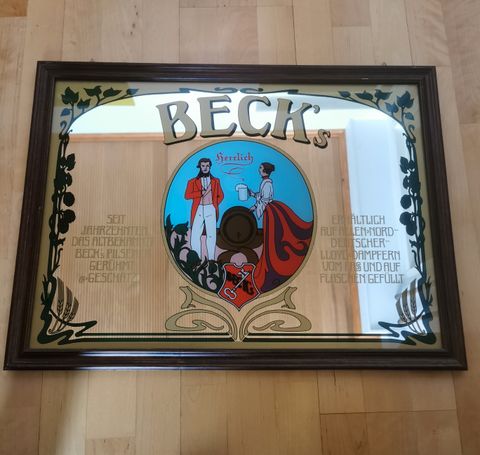 BECK's
Herrlich
SEIT
JAHRZEHNTEN
DAS ALTBEKANNTE
BECK's PILSENER
GERÜHMT
&·GESCHÄTZT
ERHÄLTLICH
AUF ALLEN·NORD-
DEUTSCHER-
LLOYD·DAMPFERN
VOM FASS UND AUF
FLASCHEN GEFÜLLT